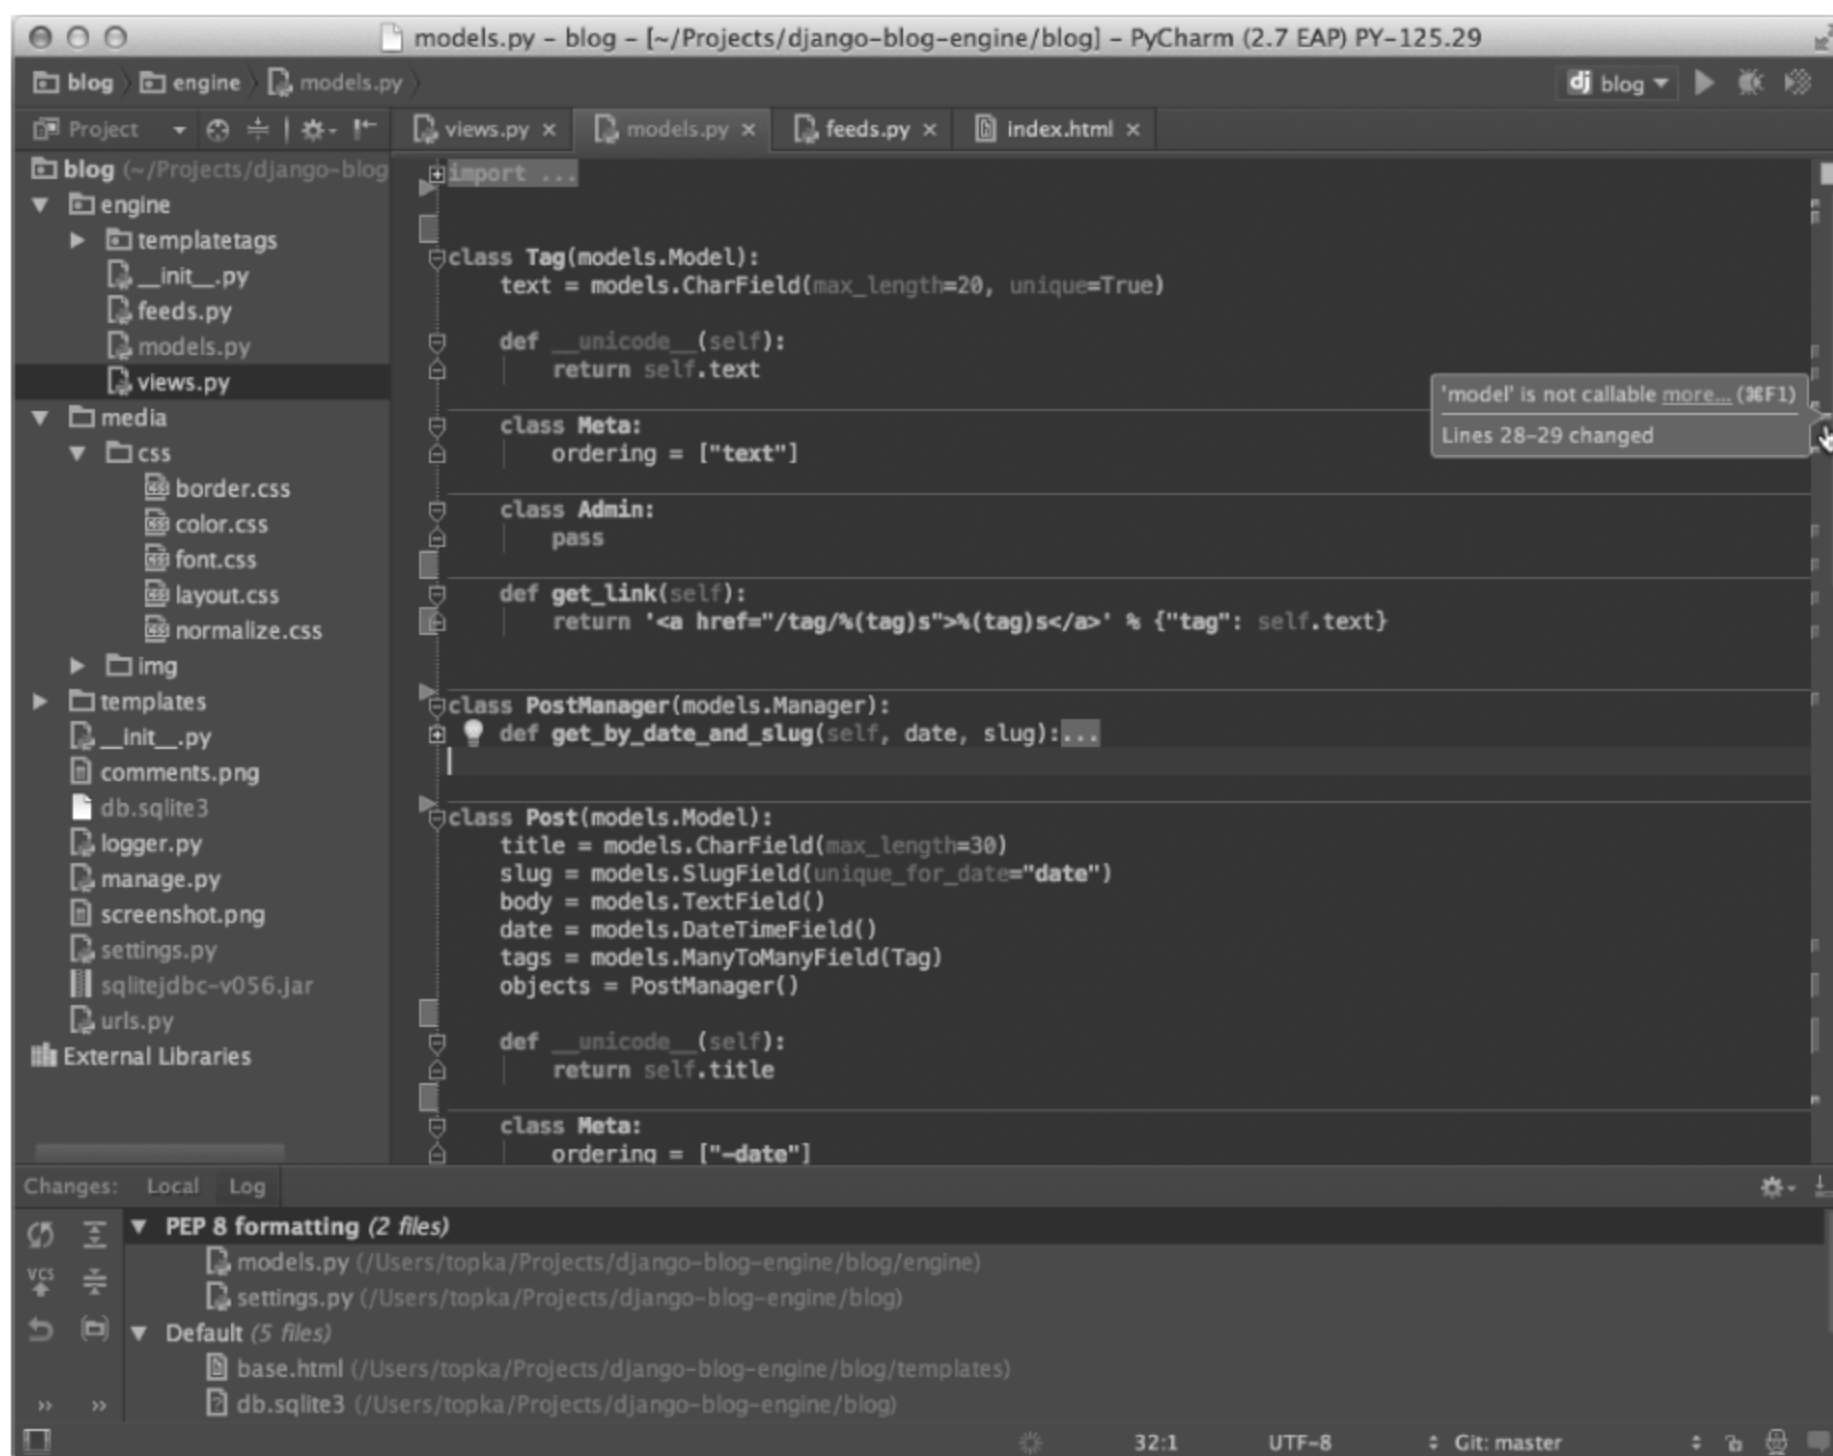 models.py – blog – [~/Projects/django-blog-engine/blog] – PyCharm (2.7 EAP) PY-125.29
blog engine models.py
dj blog
Project
views.py × models.py × feeds.py × index.html ×
blog (~/Projects/django-blog
engine
templatetags
__init__.py
feeds.py
models.py
views.py
media
css
border.css
color.css
font.css
layout.css
normalize.css
img
templates
__init__.py
comments.png
db.sqlite3
logger.py
manage.py
screenshot.png
settings.py
sqlitejdbc-v056.jar
urls.py
External Libraries
import ...
class Tag(models.Model):
text = models.CharField(max_length=20, unique=True)
def __unicode__(self):
return self.text
class Meta:
ordering = ["text"]
class Admin:
pass
def get_link(self):
return '<a href="/tag/%(tag)s">%(tag)s</a>' % {"tag": self.text}
class PostManager(models.Manager):
def get_by_date_and_slug(self, date, slug):...
class Post(models.Model):
title = models.CharField(max_length=30)
slug = models.SlugField(unique_for_date="date")
body = models.TextField()
date = models.DateTimeField()
tags = models.ManyToManyField(Tag)
objects = PostManager()
def __unicode__(self):
return self.title
class Meta:
ordering = ["-date"]
'model' is not callable more... (⌘F1)
Lines 28–29 changed
Changes: Local Log
PEP 8 formatting (2 files)
models.py (/Users/topka/Projects/django-blog-engine/blog/engine)
settings.py (/Users/topka/Projects/django-blog-engine/blog)
Default (5 files)
base.html (/Users/topka/Projects/django-blog-engine/blog/templates)
db.sqlite3 (/Users/topka/Projects/django-blog-engine/blog)
VCS
» »
32:1 UTF-8 Git: master